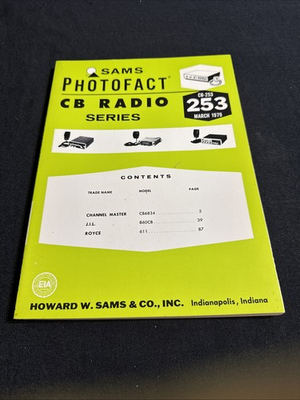 SAMS
PHOTOFACT®
CB RADIO
SERIES
CB-253
253
MARCH 1979
CONTENTS
TRADE NAME MODEL PAGE
CHANNEL MASTER CB6834 5
J.I.L. 860CB 39
ROYCE 611 87
EIA
HOWARD W. SAMS & CO., INC. Indianapolis, Indiana